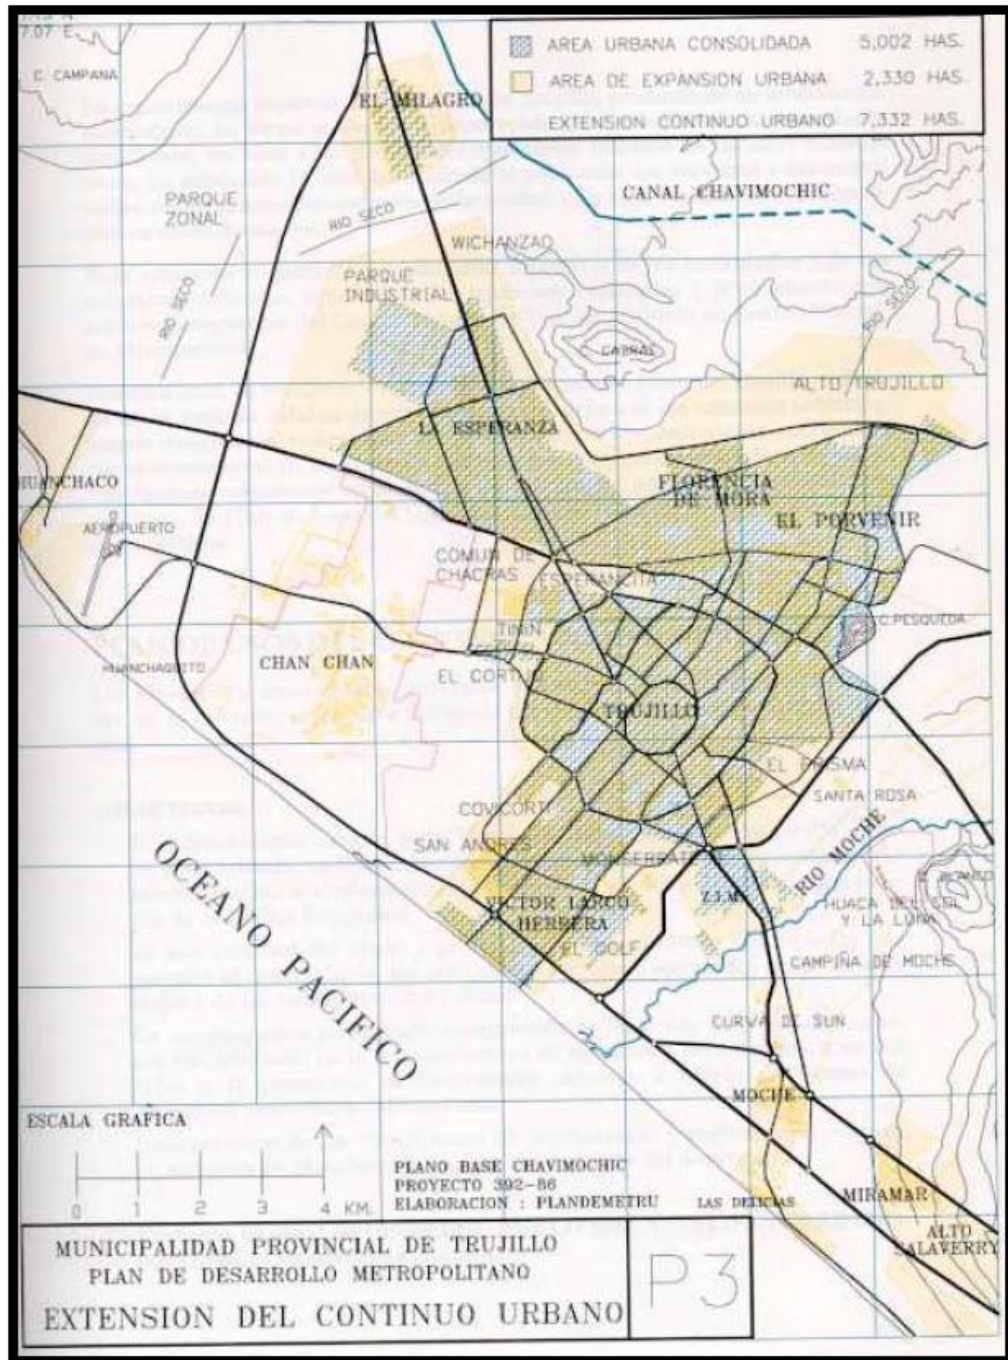 7.07 E
AREA URBANA CONSOLIDADA 5,002 HAS.
AREA DE EXPANSION URBANA 2,330 HAS.
EXTENSION CONTINUO URBANO 7,332 HAS.
C. CAMPANA
EL MILAGRO
CANAL CHAVIMOCHIC
PARQUE
ZONAL
RIO SECO
WICHANZAO
PARQUE
INDUSTRIAL
RIO SECO
RIO SECO
C. CABRAS
ALTO TRUJILLO
LA ESPERANZA
HUANCHACO
FLORENCIA
DE MORA
EL PORVENIR
AEROPUERTO
COMUN DE
CHACRAS
ESPERANCITA
C.PESQUEDA
HUANCHAQUITO
CHAN CHAN
EL CORTIJO
TRUJILLO
EL PRISMA
SANTA ROSA
COVICORTI
SAN ANDRES
MONSERRATE
RIO MOCHE
OCEANO PACIFICO
VICTOR LARCO
HERRERA
Z.I.M.
C. BLANCO
HUACA DEL SOL
Y LA LUNA
EL GOLF
CAMPIÑA DE MOCHE
CURVA DE SUN
MOCHE
ESCALA GRAFICA
0 1 2 3 4 KM.
PLANO BASE CHAVIMOCHIC
PROYECTO 392-86
ELABORACION : PLANDEMETRU
LAS DELICIAS
MIRAMAR
ALTO
SALAVERRY
MUNICIPALIDAD PROVINCIAL DE TRUJILLO
PLAN DE DESARROLLO METROPOLITANO
EXTENSION DEL CONTINUO URBANO
P3